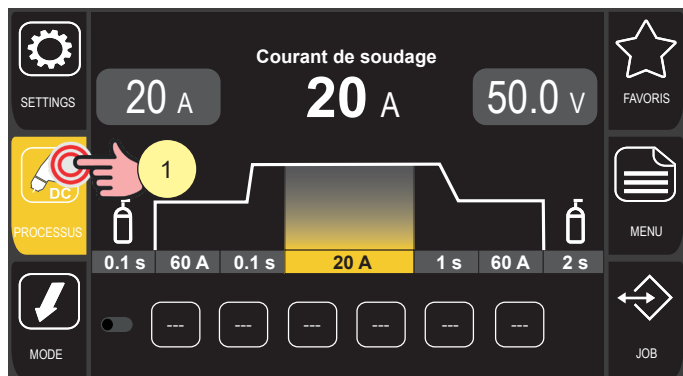 SETTINGS
PROCESSUS
DC
MODE
Courant de soudage
20 A
20 A
50.0 V
1
0.1 s 60 A 0.1 s 20 A 1 s 60 A 2 s
--- --- --- --- --- ---
FAVORIS
MENU
JOB